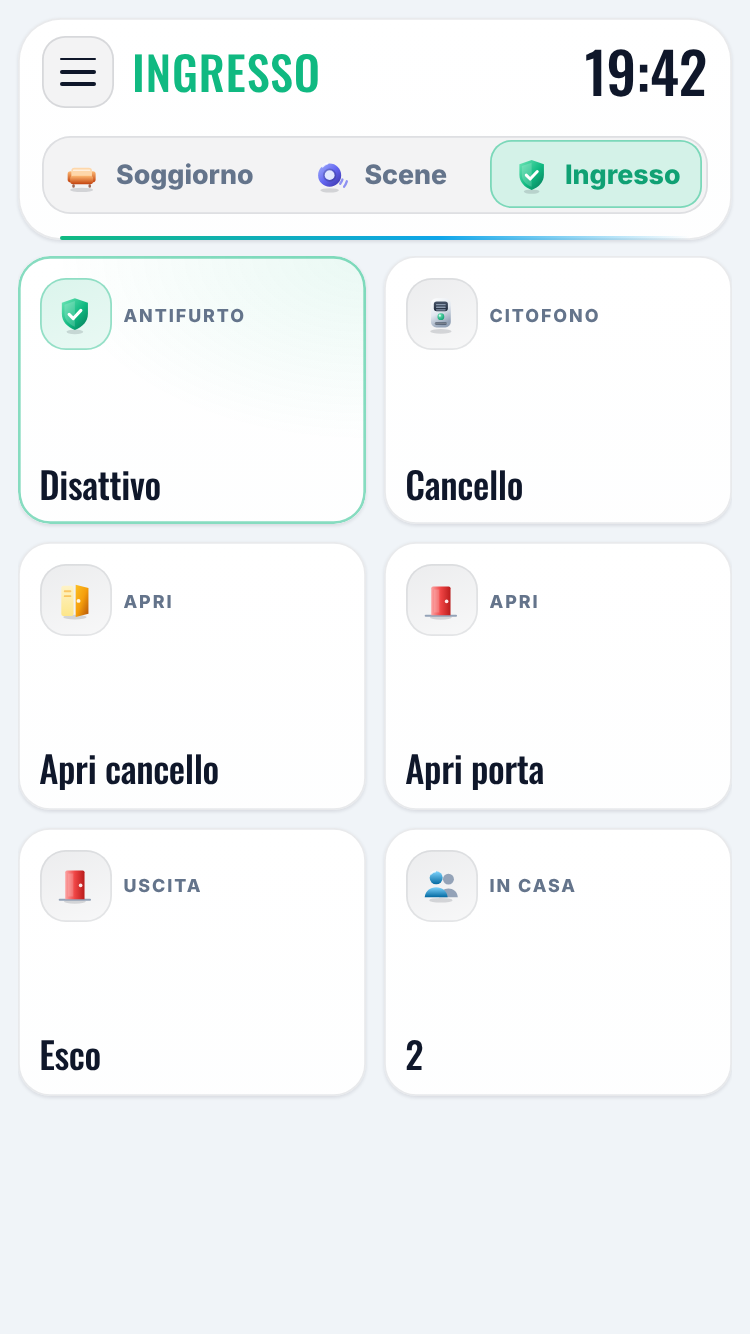 INGRESSO
19:42
Soggiorno
Scene
Ingresso
ANTIFURTO
Disattivo
CITOFONO
Cancello
APRI
Apri cancello
APRI
Apri porta
USCITA
Esco
IN CASA
2